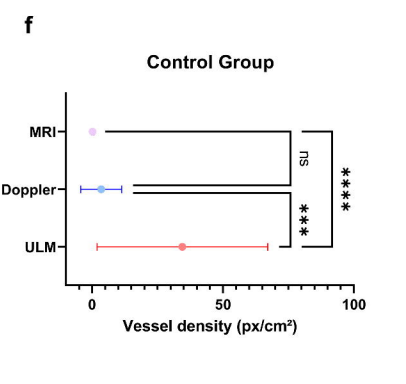 f
Control Group
MRI
ns
****
Doppler
***
ULM
0 50 100
Vessel density (px/cm²)